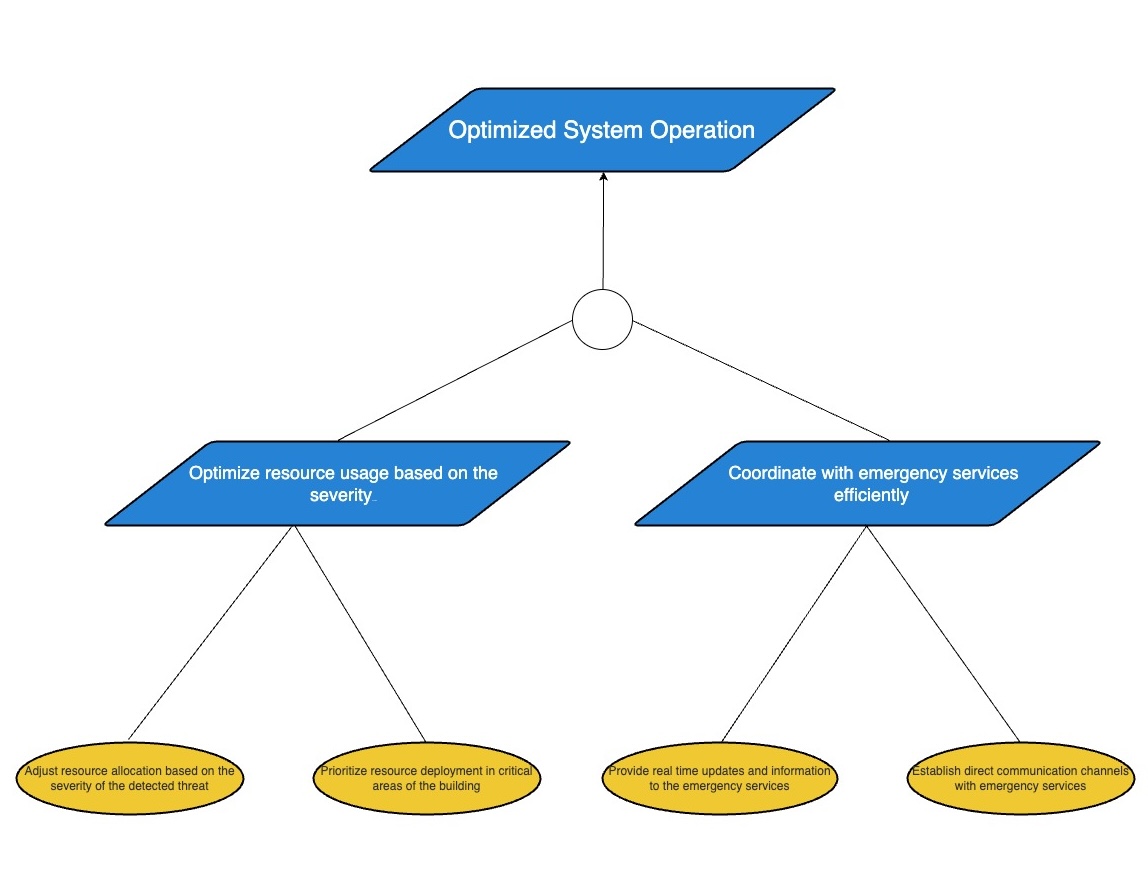 Optimized System Operation
Optimize resource usage based on the
severity.
Coordinate with emergency services
efficiently
Adjust resource allocation based on the
severity of the detected threat
Prioritize resource deployment in critical
areas of the building
Provide real time updates and information
to the emergency services
Establish direct communication channels
with emergency services